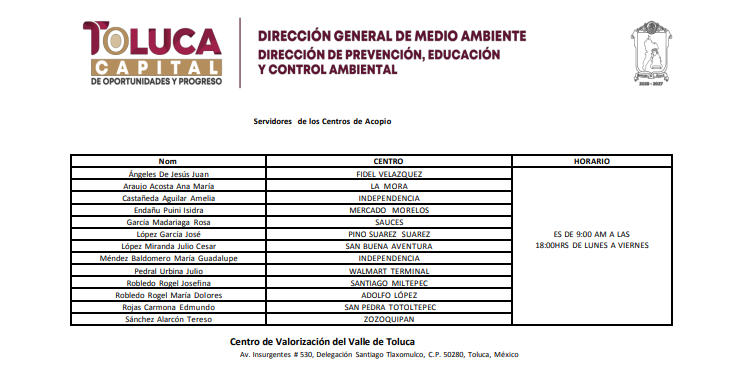 TOLUCA
CAPITAL
DE OPORTUNIDADES Y PROGRESO
DIRECCIÓN GENERAL DE MEDIO AMBIENTE
DIRECCIÓN DE PREVENCIÓN, EDUCACIÓN
Y CONTROL AMBIENTAL
2025 - 2027
Servidores de los Centros de Acopio
Nom CENTRO HORARIO
Ángeles De Jesús Juan FIDEL VELAZQUEZ
Araujo Acosta Ana María LA MORA
Castañeda Aguilar Amelia INDEPENDENCIA
Endañu Puini Isidra MERCADO MORELOS
García Madariaga Rosa SAUCES
López García José PINO SUAREZ SUAREZ
López Miranda Julio Cesar SAN BUENA AVENTURA
Méndez Baldomero María Guadalupe INDEPENDENCIA
Pedral Urbina Julio WALMART TERMINAL
Robledo Rogel Josefina SANTIAGO MILTEPEC
Robledo Rogel María Dolores ADOLFO LÓPEZ
Rojas Carmona Edmundo SAN PEDRA TOTOLTEPEC
Sánchez Alarcón Tereso ZOZOQUIPAN
ES DE 9:00 AM A LAS
18:00HRS DE LUNES A VIERNES
Centro de Valorización del Valle de Toluca
Av. Insurgentes # 530, Delegación Santiago Tlaxomulco, C.P. 50280, Toluca, México